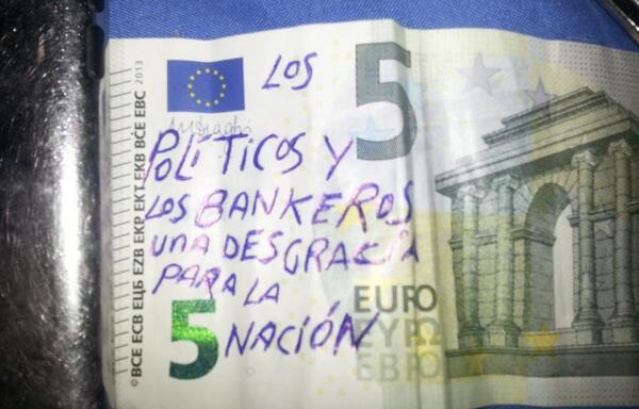 LOS
POLÍTICOS Y
LOS BANKEROS
UNA DESGRACIA
PARA LA
NACIÓN
5
5
EURO
ΕΥΡΩ
ЕВРО
©BCE ECB ЕЦБ EZB EKP EKT EKB BĊE EBC 2013